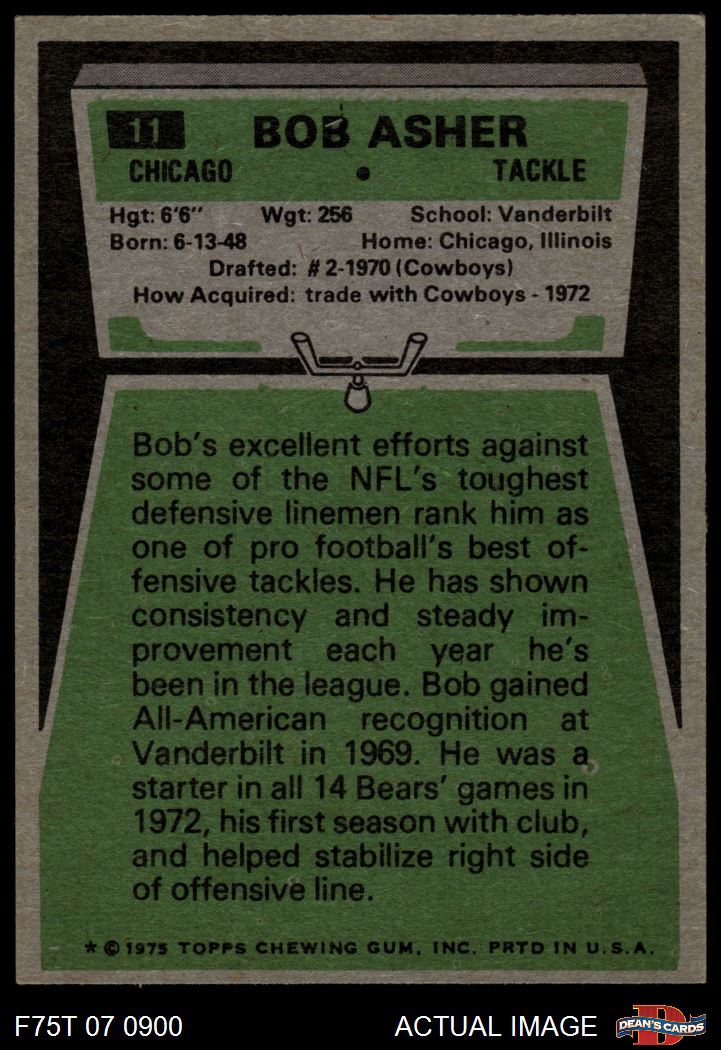 11 BOB ASHER
CHICAGO • TACKLE
Hgt: 6'6" Wgt: 256 School: Vanderbilt
Born: 6-13-48 Home: Chicago, Illinois
Drafted: #2-1970 (Cowboys)
How Acquired: trade with Cowboys - 1972
Bob's excellent efforts against
some of the NFL's toughest
defensive linemen rank him as
one of pro football's best of-
fensive tackles. He has shown
consistency and steady im-
provement each year he's
been in the league. Bob gained
All-American recognition at
Vanderbilt in 1969. He was a
starter in all 14 Bears' games in
1972, his first season with club,
and helped stabilize right side
of offensive line.
* © 1975 TOPPS CHEWING GUM, INC. PRTD IN U.S.A.
F75T 07 0900 ACTUAL IMAGE D DEAN'S CARDS